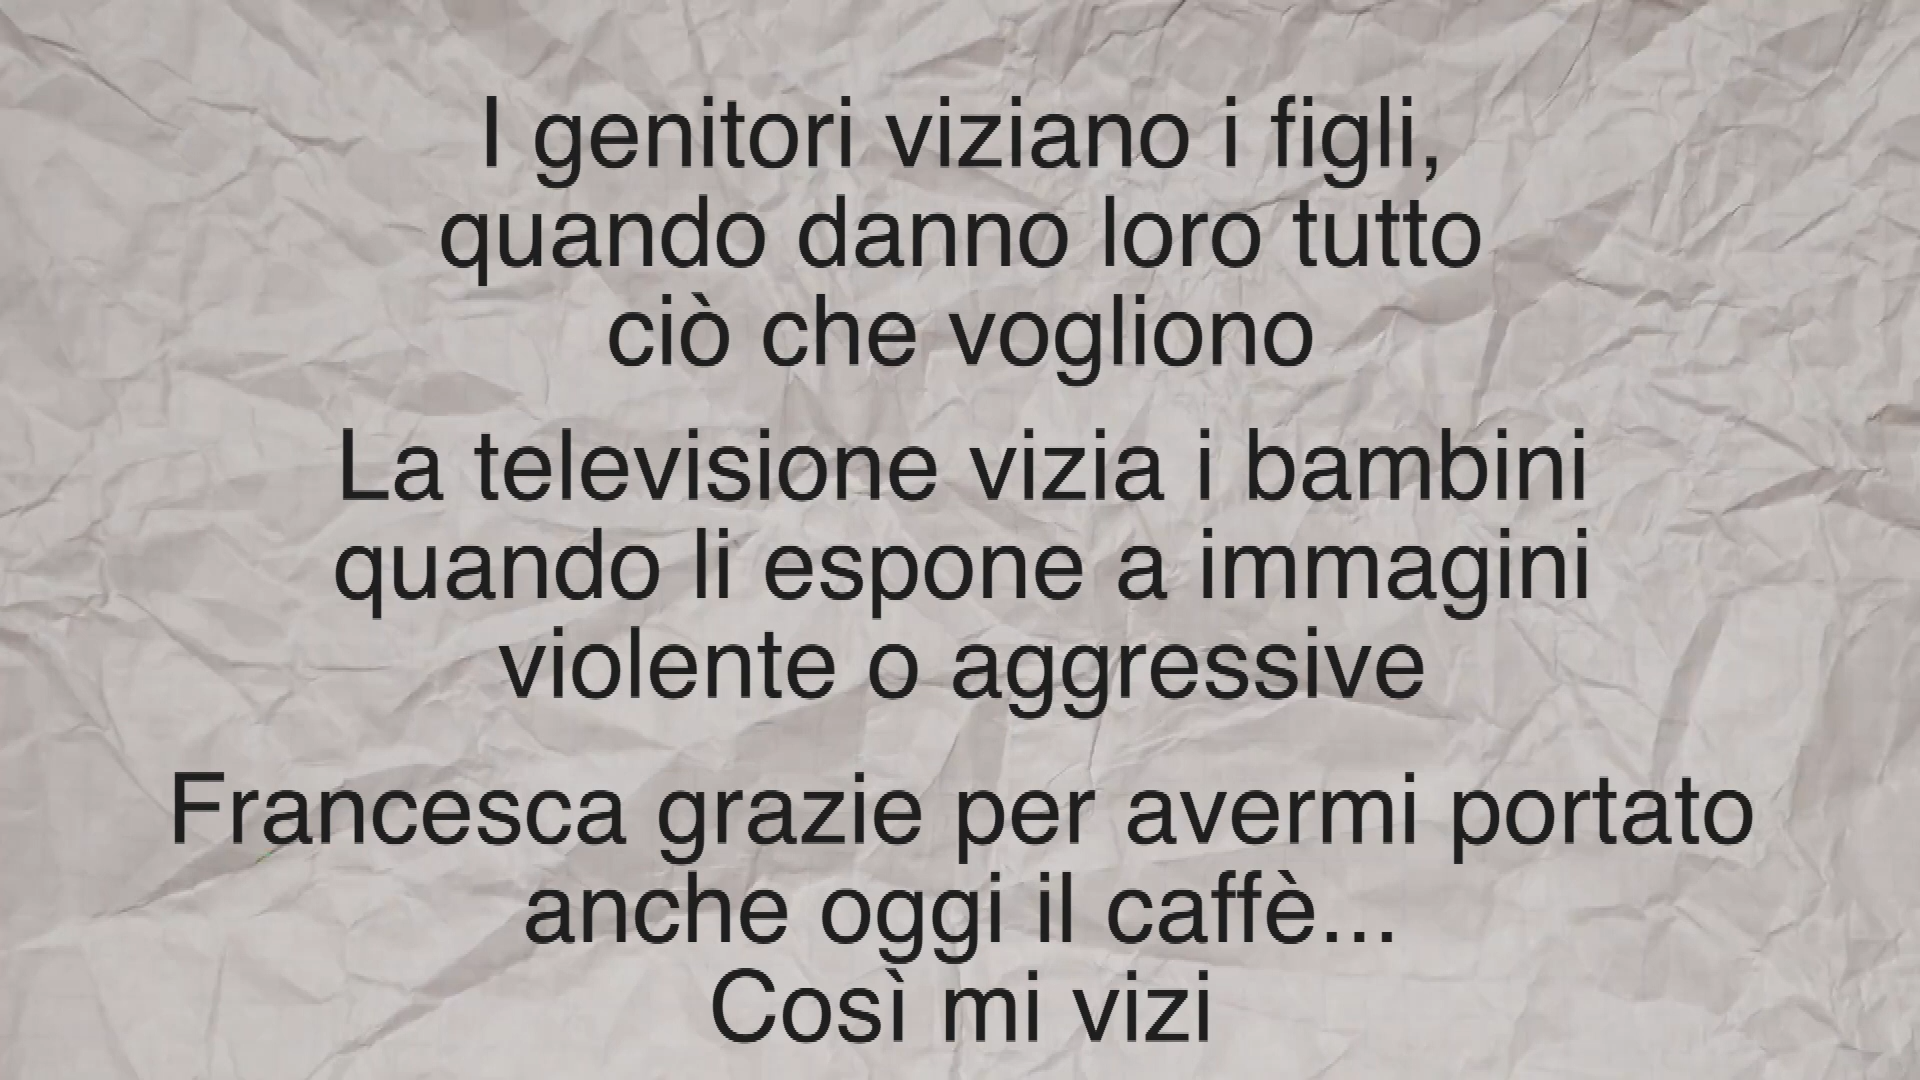 I genitori viziano i figli,
quando danno loro tutto
ciò che vogliono
La televisione vizia i bambini
quando li espone a immagini
violente o aggressive
Francesca grazie per avermi portato
anche oggi il caffè...
Così mi vizi